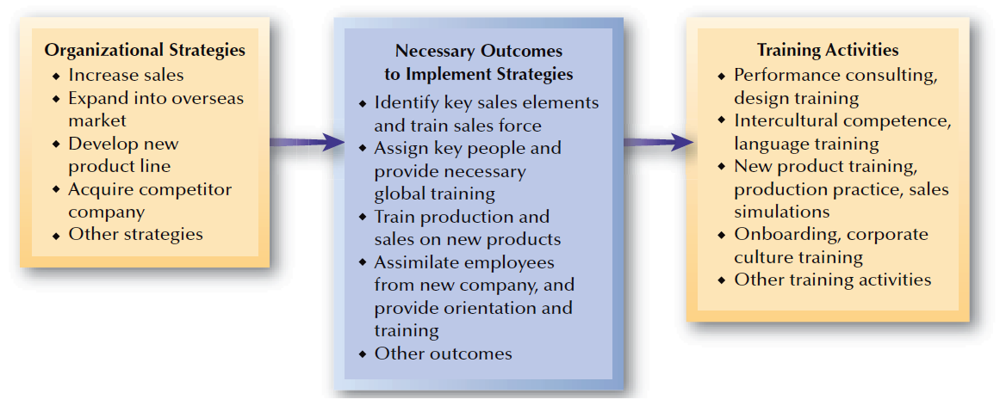 Organizational Strategies
◆ Increase sales
◆ Expand into overseas
market
◆ Develop new
product line
◆ Acquire competitor
company
◆ Other strategies
Necessary Outcomes
to Implement Strategies
◆ Identify key sales elements
and train sales force
◆ Assign key people and
provide necessary
global training
◆ Train production and
sales on new products
◆ Assimilate employees
from new company, and
provide orientation and
training
◆ Other outcomes
Training Activities
◆ Performance consulting,
design training
◆ Intercultural competence,
language training
◆ New product training,
production practice, sales
simulations
◆ Onboarding, corporate
culture training
◆ Other training activities